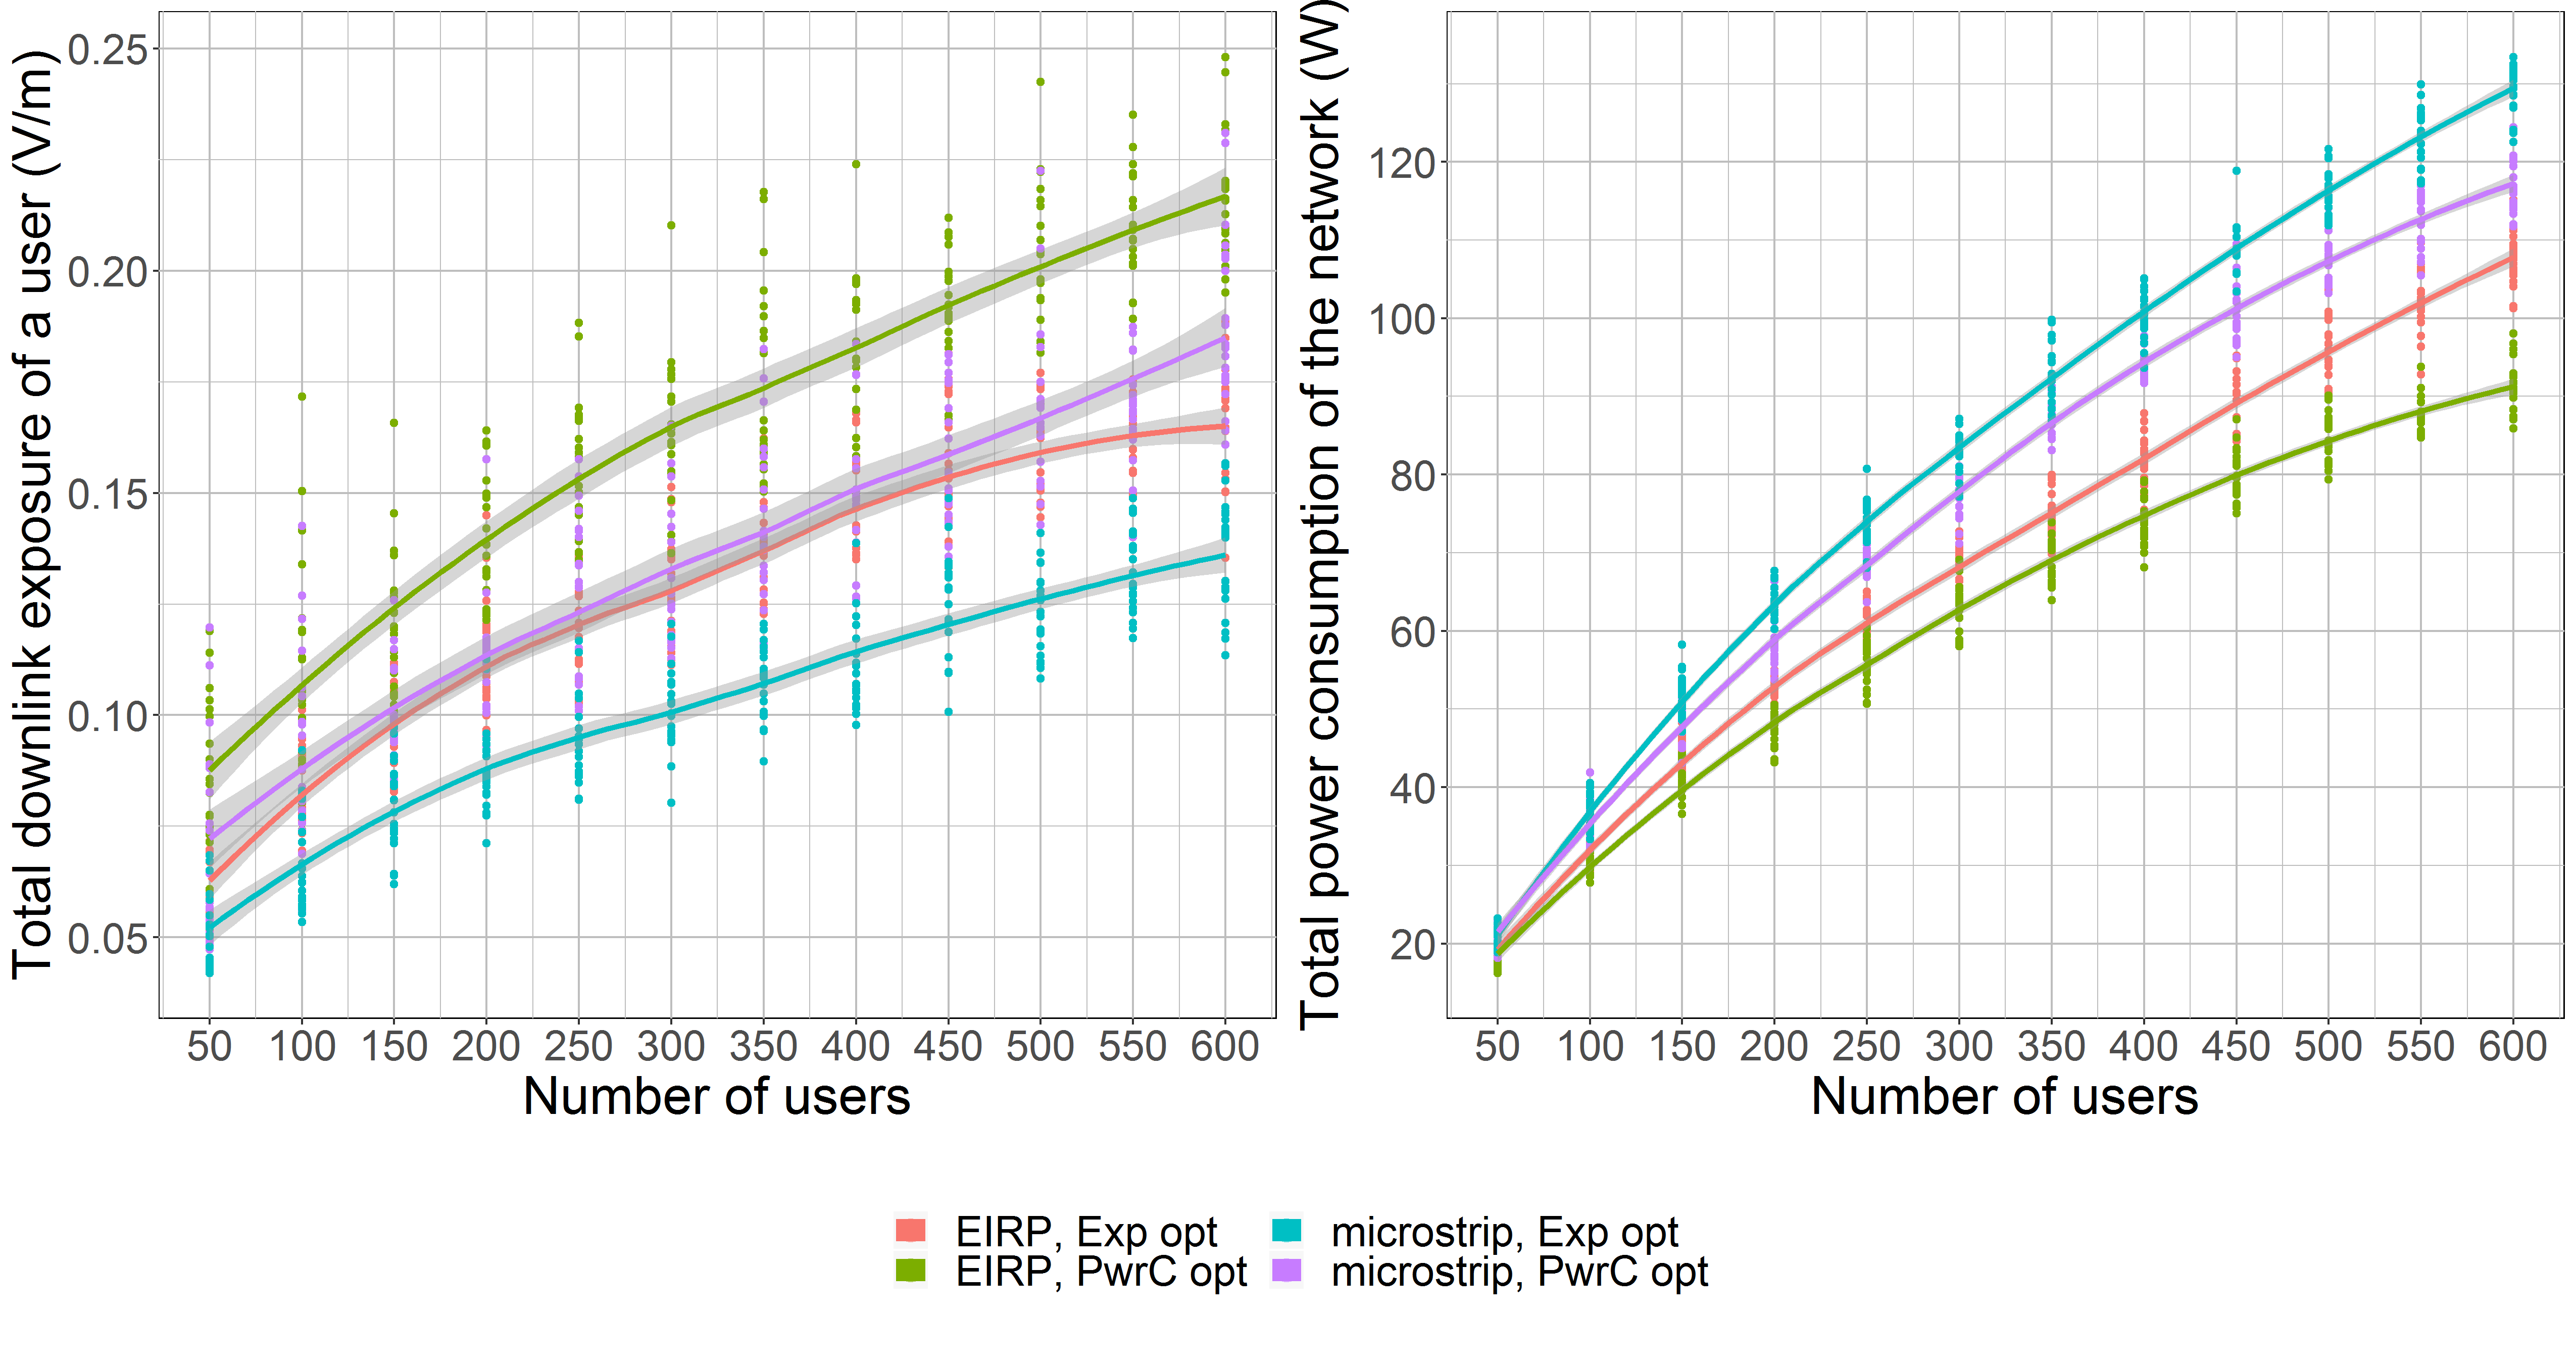 Total downlink exposure of a user (V/m)
0.25
0.20
0.15
0.10
0.05
50 100 150 200 250 300 350 400 450 500 550 600
Number of users
Total power consumption of the network (W)
120
100
80
60
40
20
50 100 150 200 250 300 350 400 450 500 550 600
Number of users
EIRP, Exp opt
microstrip, Exp opt
EIRP, PwrC opt
microstrip, PwrC opt